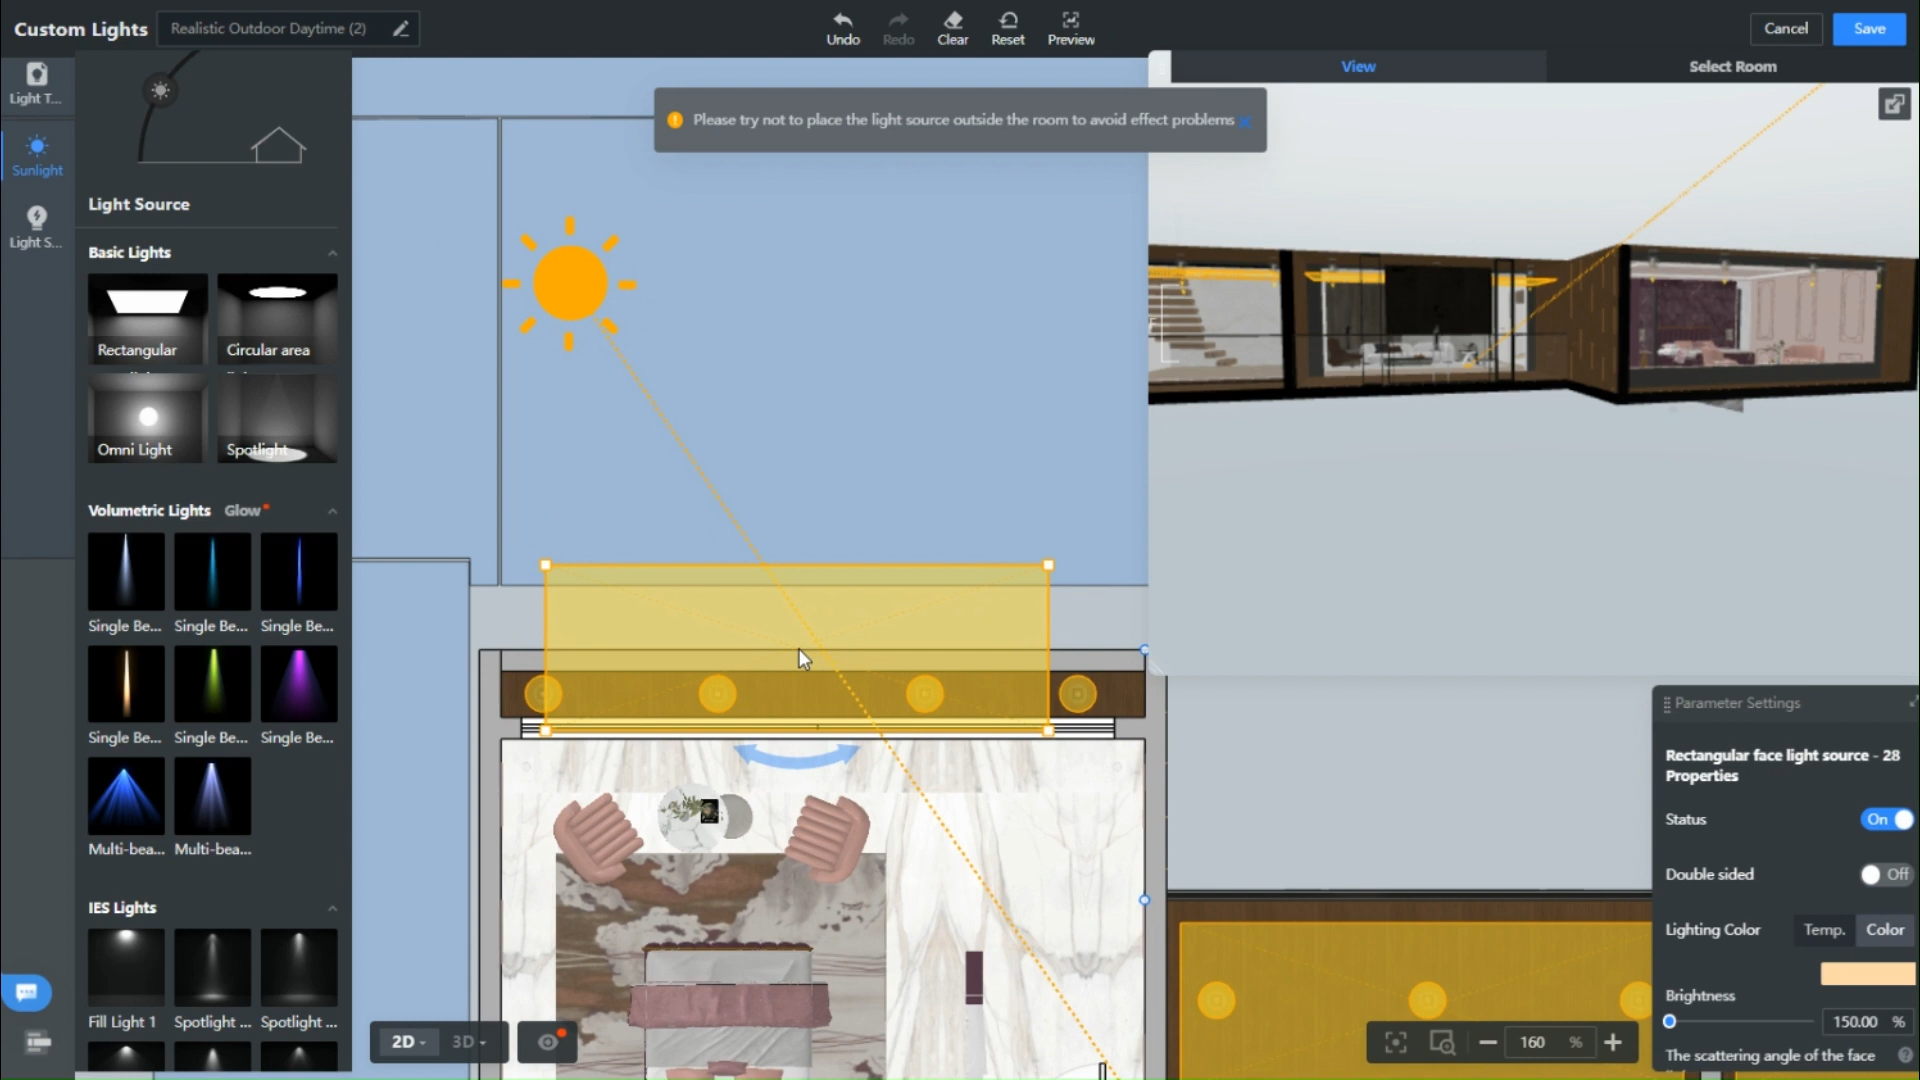 Custom Lights
Realistic Outdoor Daytime (2)
Undo
Redo
Clear
Reset
Preview
Cancel
Save
Light T...
Sunlight
Light S...
View
Select Room
Please try not to place the light source outside the room to avoid effect problems
Light Source
Basic Lights
Rectangular
Circular area
Omni Light
Spotlight
Volumetric Lights Glow
Single Be... Single Be... Single Be...
Single Be... Single Be... Single Be...
Multi-bea... Multi-bea...
IES Lights
Fill Light 1 Spotlight ... Spotlight ...
2D
3D
160 %
Parameter Settings
Rectangular face light source - 28
Properties
Status On
Double sided Off
Lighting Color Temp. Color
Brightness
150.00 %
The scattering angle of the face